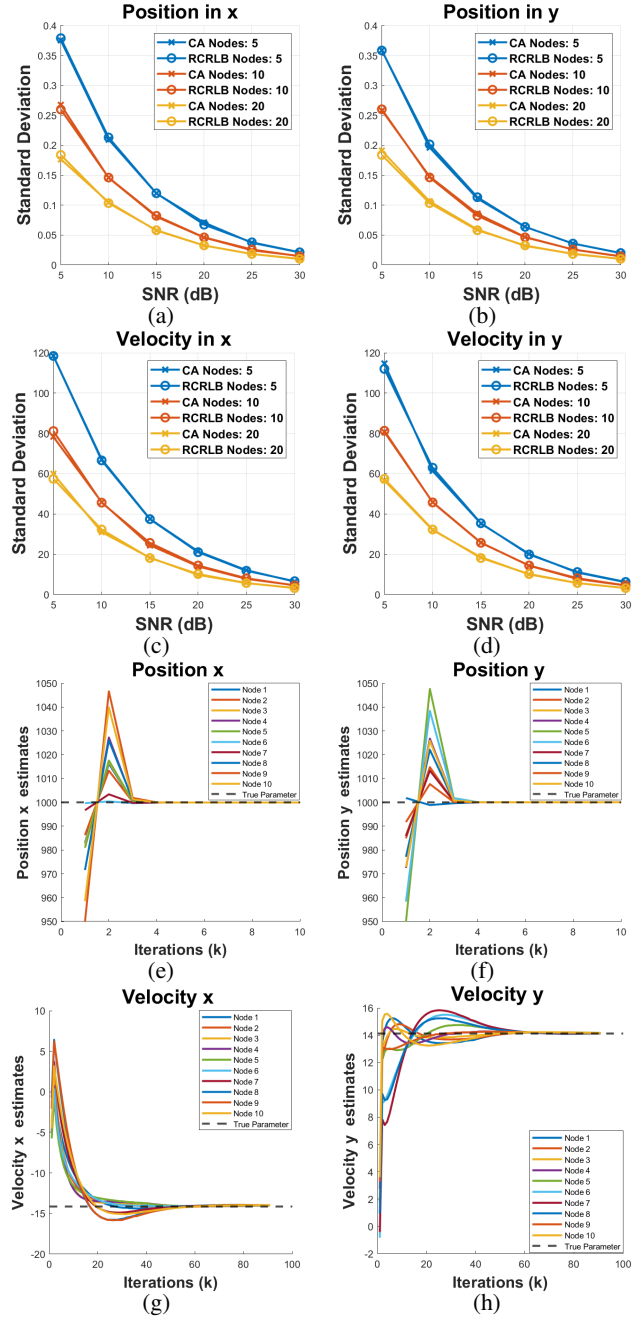 Position in x
Standard Deviation
0.4
0.35
0.3
0.25
0.2
0.15
0.1
0.05
0
CA Nodes: 5
RCRLB Nodes: 5
CA Nodes: 10
RCRLB Nodes: 10
CA Nodes: 20
RCRLB Nodes: 20
5 10 15 20 25 30
SNR (dB)
(a)
Position in y
Standard Deviation
0.4
0.35
0.3
0.25
0.2
0.15
0.1
0.05
0
CA Nodes: 5
RCRLB Nodes: 5
CA Nodes: 10
RCRLB Nodes: 10
CA Nodes: 20
RCRLB Nodes: 20
5 10 15 20 25 30
SNR (dB)
(b)
Velocity in x
Standard Deviation
120
100
80
60
40
20
0
CA Nodes: 5
RCRLB Nodes: 5
CA Nodes: 10
RCRLB Nodes: 10
CA Nodes: 20
RCRLB Nodes: 20
5 10 15 20 25 30
SNR (dB)
(c)
Velocity in y
Standard Deviation
120
100
80
60
40
20
0
CA Nodes: 5
RCRLB Nodes: 5
CA Nodes: 10
RCRLB Nodes: 10
CA Nodes: 20
RCRLB Nodes: 20
5 10 15 20 25 30
SNR (dB)
(d)
Position x
Position x estimates
1050
1040
1030
1020
1010
1000
990
980
970
960
950
Node 1
Node 2
Node 3
Node 4
Node 5
Node 6
Node 7
Node 8
Node 9
Node 10
True Parameter
0 2 4 6 8 10
Iterations (k)
(e)
Position y
Position y estimates
1050
1040
1030
1020
1010
1000
990
980
970
960
950
Node 1
Node 2
Node 3
Node 4
Node 5
Node 6
Node 7
Node 8
Node 9
Node 10
True Parameter
0 2 4 6 8 10
Iterations (k)
(f)
Velocity x
Velocity x estimates
10
5
0
-5
-10
-15
-20
Node 1
Node 2
Node 3
Node 4
Node 5
Node 6
Node 7
Node 8
Node 9
Node 10
True Parameter
0 20 40 60 80 100
Iterations (k)
(g)
Velocity y
Velocity y estimates
16
14
12
10
8
6
4
2
0
-2
Node 1
Node 2
Node 3
Node 4
Node 5
Node 6
Node 7
Node 8
Node 9
Node 10
True Parameter
0 20 40 60 80 100
Iterations (k)
(h)